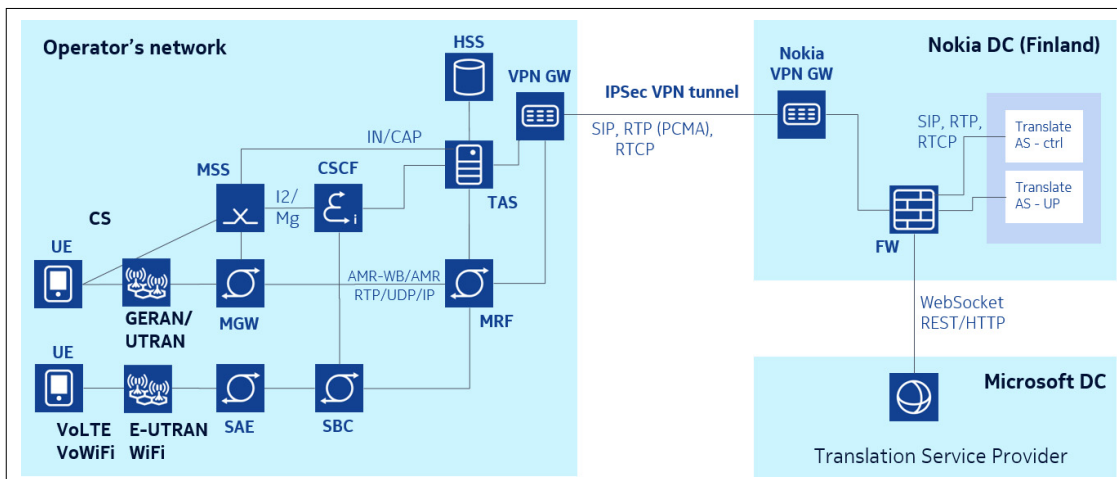 Operator's network
HSS
VPN GW
IN/CAP
MSS
CSCF
I2/
Mg
TAS
CS
UE
GERAN/
UTRAN
MGW
AMR-WB/AMR
RTP/UDP/IP
MRF
UE
VoLTE
VoWiFi
E-UTRAN
WiFi
SAE
SBC
i
IPSec VPN tunnel
SIP, RTP (PCMA),
RTCP
Nokia DC (Finland)
Nokia
VPN GW
SIP, RTP,
RTCP
Translate
AS - ctrl
Translate
AS - UP
FW
WebSocket
REST/HTTP
Microsoft DC
Translation Service Provider